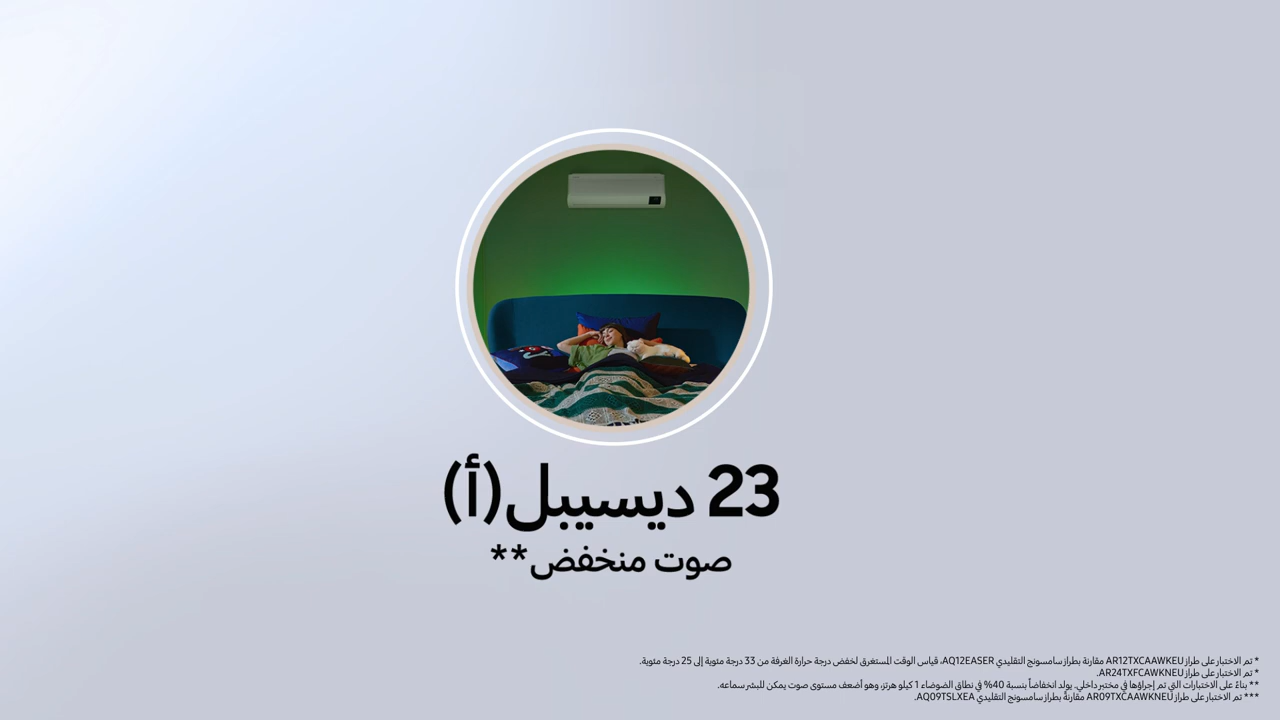 23 ديسيبل(أ)
صوت منخفض**
* تم الاختبار على طراز AR12TXCAAWKEU مقارنة بطراز سامسونج التقليدي AQ12EASER، قياس الوقت المستغرق لخفض درجة حرارة الغرفة من 33 درجة مئوية إلى 25 درجة مئوية.
* تم الاختبار على طراز AR24TXFCAWKNEU.
** بناءً على الاختبارات التي تم إجراؤها في مختبر داخلي. يولد انخفاضاً بنسبة 40% في نطاق الضوضاء 1 كيلو هرتز، وهو أضعف مستوى صوت يمكن للبشر سماعه.
*** تم الاختبار على طراز AR09TXCAAWKNEU مقارنةً بطراز سامسونج التقليدي AQ09TSLXEA.